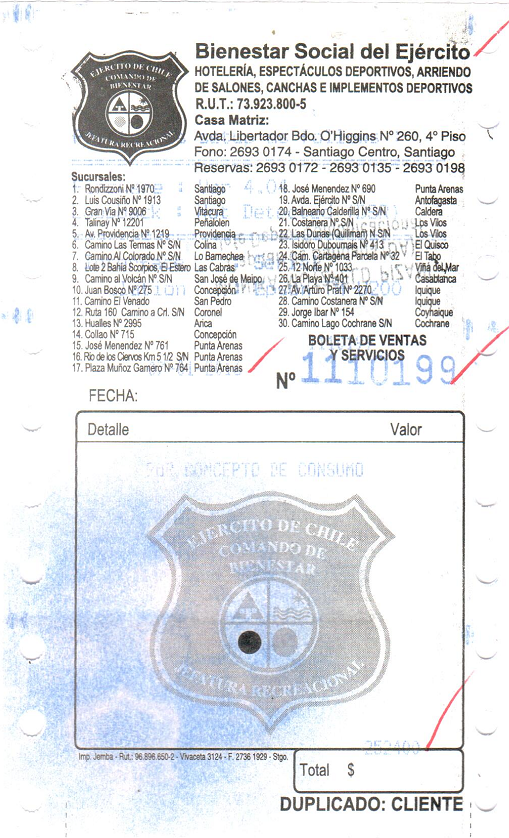 Bienestar Social del Ejército
HOTELERÍA, ESPECTÁCULOS DEPORTIVOS, ARRIENDO
DE SALONES, CANCHAS E IMPLEMENTOS DEPORTIVOS
R.U.T.: 73.923.800-5
Casa Matriz:
Avda. Libertador Bdo. O'Higgins Nº 260, 4º Piso
Fono: 2693 0174 - Santiago Centro, Santiago
Reservas: 2693 0172 - 2693 0135 - 2693 0198
EJERCITO DE CHILE
COMANDO DE
BIENESTAR
JEFATURA RECREACIONAL
Sucursales:
1. Rondizzoni Nº 1970 Santiago
2. Luis Cousiño Nº 1913 Santiago
3. Gran Vía Nº 9006 Vitacura
4. Talinay Nº 12201 Peñalolen
5. Av. Providencia Nº 1219 Providencia
6. Camino Las Termas Nº S/N Colina
7. Camino Al Colorado Nº S/N Lo Barnechea
8. Lote 2 Bahía Scorpios, El Estero Las Cabras
9. Camino al Volcán Nº S/N San José de Maipo
10. Juan Bosco Nº 275 Concepción
11. Camino El Venado San Pedro
12. Ruta 160 Camino a Crl. S/N Coronel
13. Hualles Nº 2995 Arica
14. Collao Nº 715 Concepción
15. José Menendez Nº 761 Punta Arenas
16. Rio de los Ciervos Km 5 1/2 S/N Punta Arenas
17. Plaza Muñoz Gamero Nº 764 Punta Arenas
18. José Menendez Nº 690 Punta Arenas
19. Avda. Ejército Nº S/N Antofagasta
20. Balneario Calderilla Nº S/N Caldera
21. Costanera Nº S/N Los Vilos
22. Las Dunas (Quilimarí) N S/N Los Vilos
23. Isidoro Dubournais Nº 413 El Quisco
24. Cam. Cartagena Parcela Nº 32 El Tabo
25. 12 Norte Nº 1033 Viña del Mar
26. La Playa Nº 401 Casablanca
27. Av. Arturo Prat Nº 2270 Iquique
28. Camino Costanera Nº S/N Iquique
29. Jorge Ibar Nº 154 Coyhaique
30. Camino Lago Cochrane S/N Cochrane
BOLETA DE VENTAS
Y SERVICIOS
Nº 1110199
FECHA:
Detalle Valor
POR CONCEPTO DE CONSUMO
EJERCITO DE CHILE
COMANDO DE
BIENESTAR
JEFATURA RECREACIONAL
252400
Imp. Jemba - Rut.: 96.896.650-2 - Vivaceta 3124 - F. 2736 1929 - Stgo.
Total $
DUPLICADO: CLIENTE